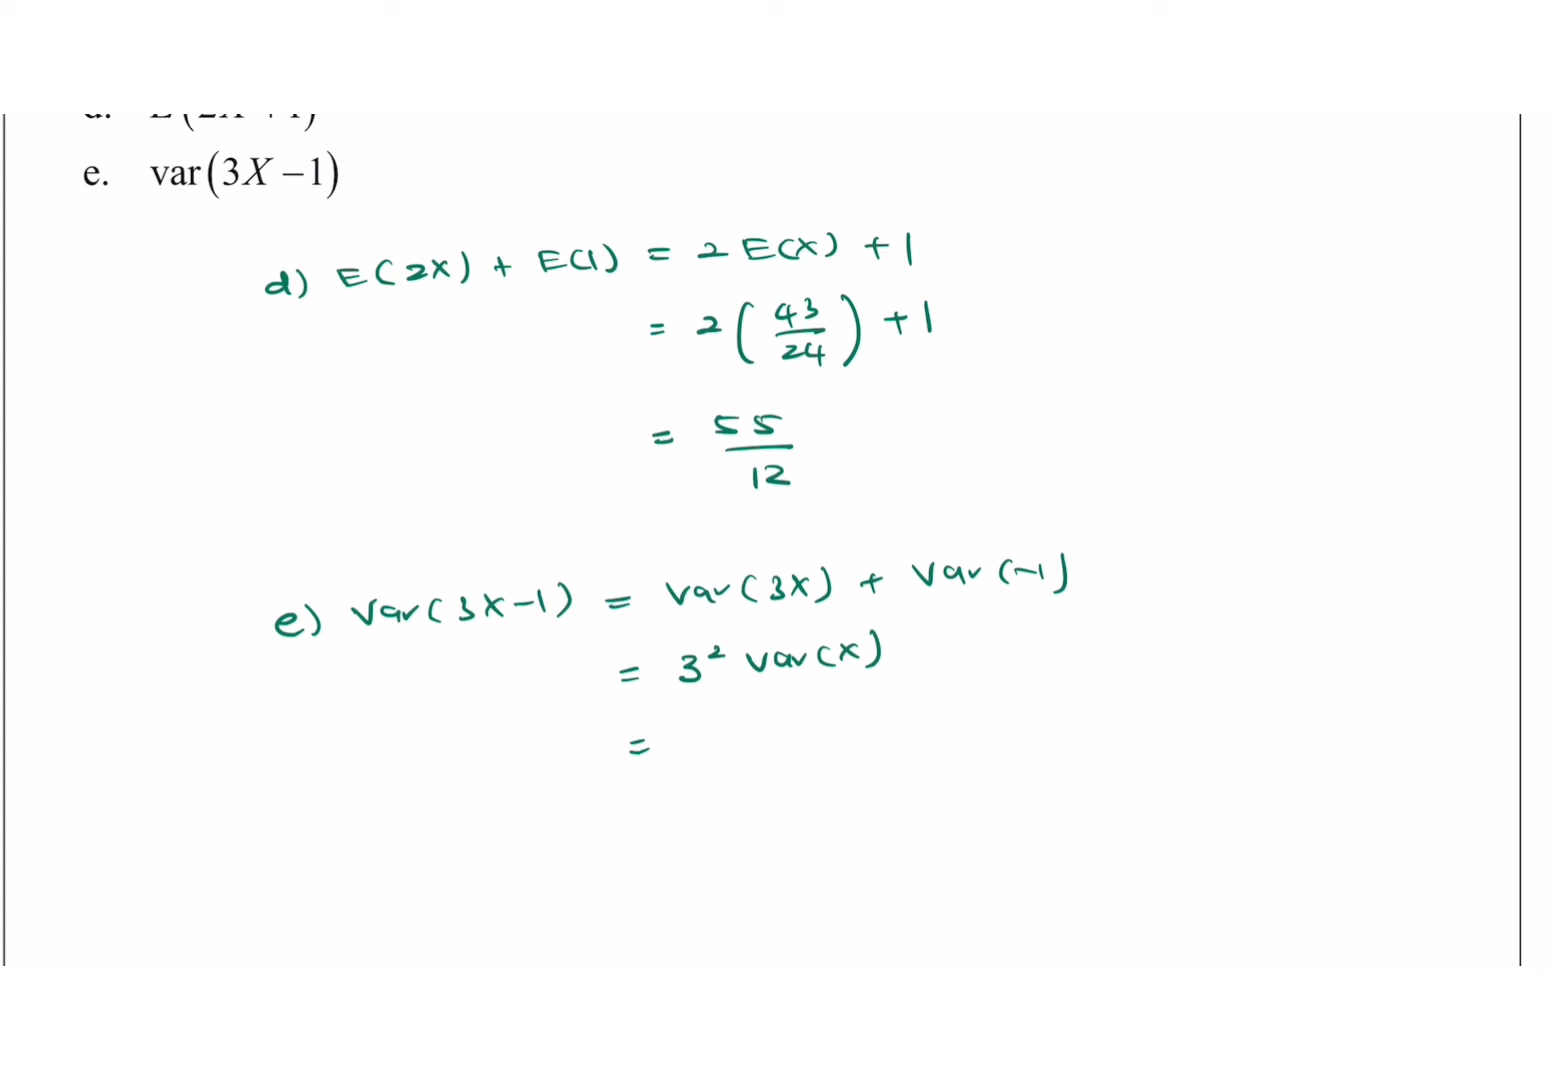 e. var(3X −1)
d) E(2X) + E(1) = 2 E(X) + 1
= 2 ( 43/24 ) + 1
= 55/12
e) Var(3X−1) = Var(3X) + Var(−1)
= 3² Var(X)
=